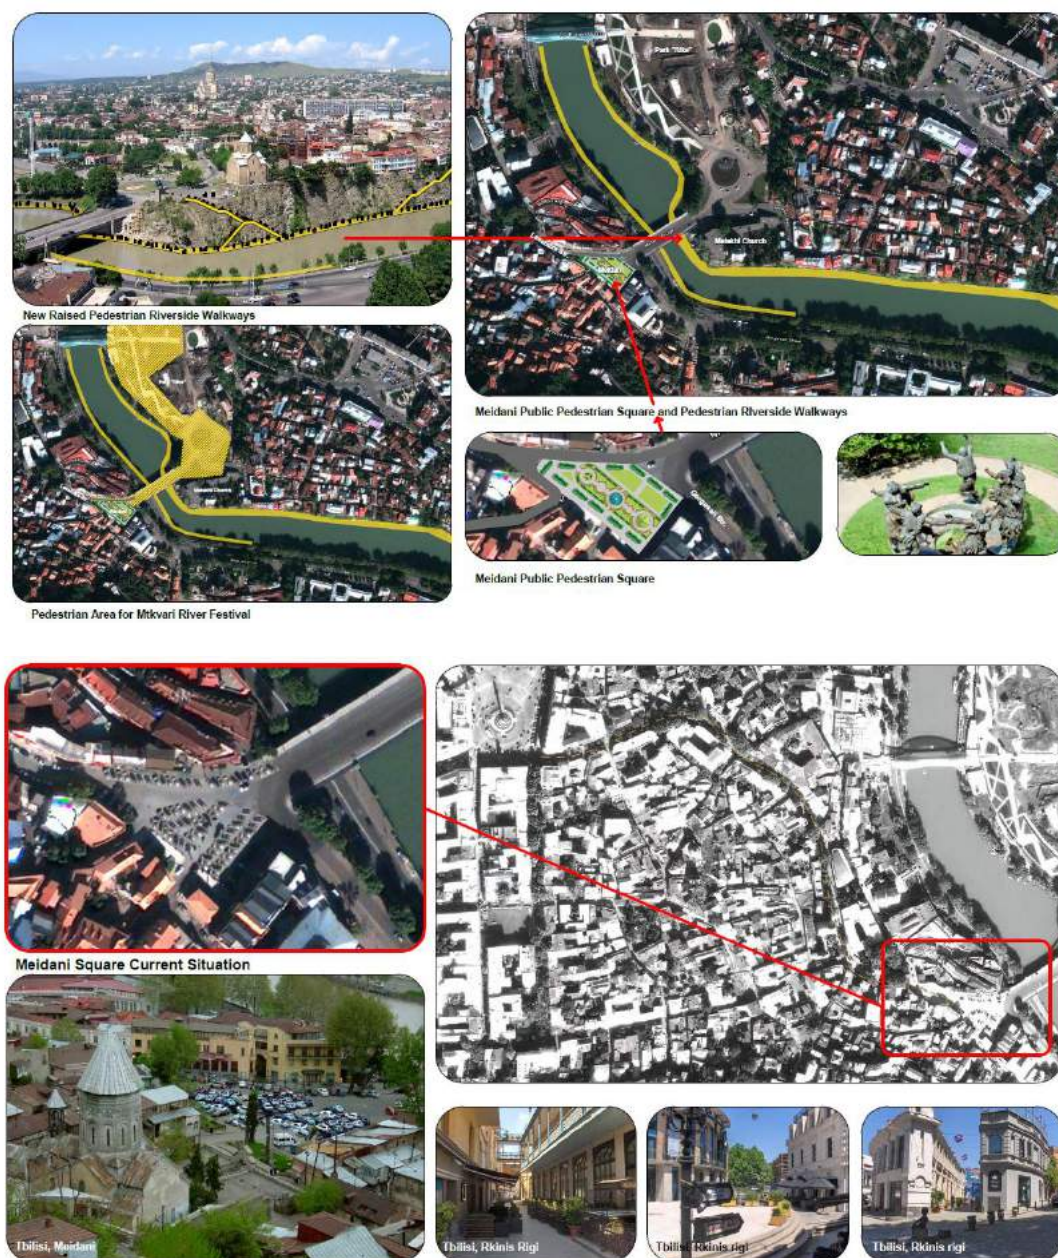 Park "Rike"
Metekhi Church
Meidani
New Raised Pedestrian Riverside Walkways
Meidani Public Pedestrian Square and Pedestrian Riverside Walkways
Metekhi Church
Pedestrian Area for Mtkvari River Festival
Meidani Public Pedestrian Square
Meidani Square Current Situation
Tbilisi, Meidani
Tbilisi, Rkinis Rigi
Tbilisi, Rkinis rigi
Tbilisi, Rkinis rigi